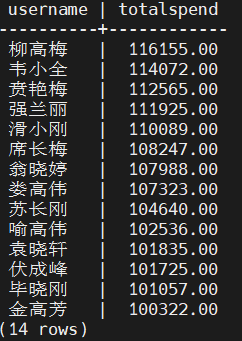 username | totalspend
----------+------------
柳高梅 | 116155.00
韦小全 | 114072.00
贲艳梅 | 112565.00
强兰丽 | 111925.00
滑小刚 | 110089.00
席长梅 | 108247.00
翁晓婷 | 107988.00
娄高伟 | 107323.00
苏长刚 | 104640.00
喻高伟 | 102536.00
袁晓轩 | 101835.00
伏成峰 | 101725.00
毕晓刚 | 101057.00
金高芳 | 100322.00
(14 rows)